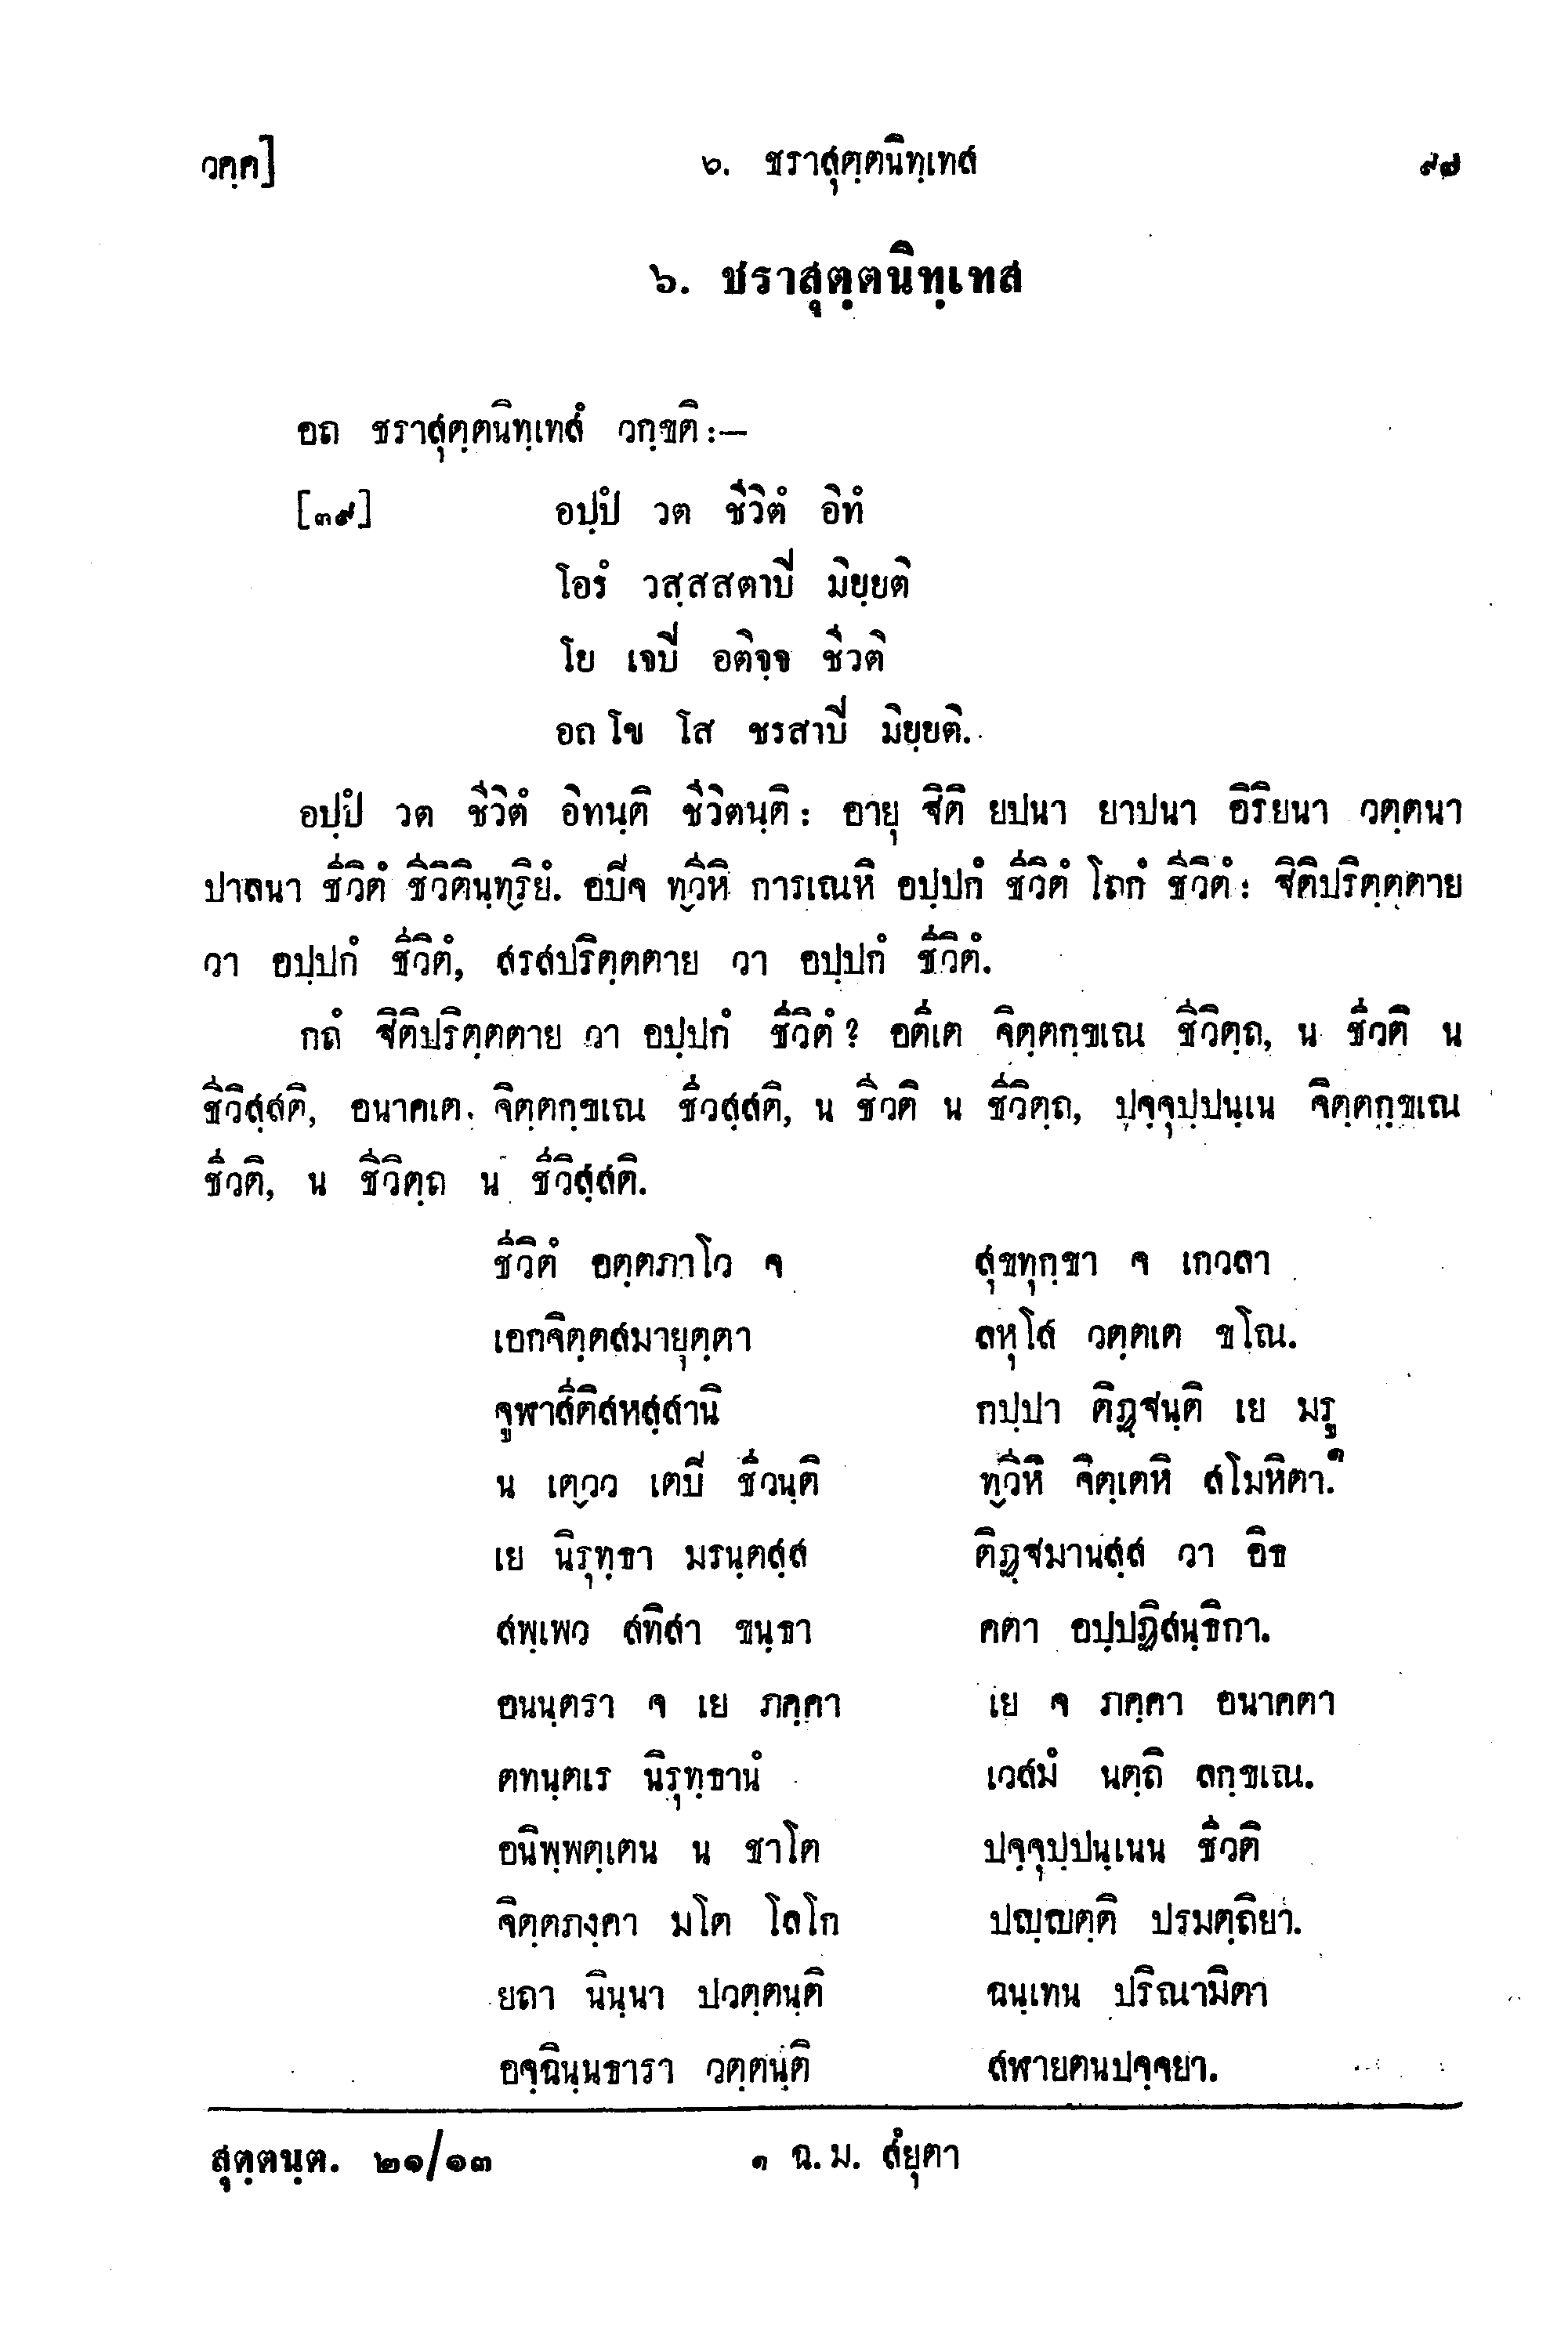 วคฺค] ๖. ชราสุตฺตนิทฺเทส ๙๗
๖. ชราสุตฺตนิทฺเทส
อถ ชราสุตฺตนิทฺเทสํ วกฺขติ :–
[๓๙] อปฺปํ วต ชีวิตํ อิทํ
โอรํ วสฺสสตาปิ มิยฺยติ
โย เจปิ อติจฺจ ชีวติ
อถ โข โส ชรสาปิ มิยฺยติ.
อปฺปํ วต ชีวิตํ อิทนฺติ ชีวิตนฺติ : อายุ ฐิติ ยปนา ยาปนา อิริยนา วตฺตนา
ปาลนา ชีวิตํ ชีวิตินฺทฺริยํ. อปิจ ทฺวีหิ การเณหิ อปฺปกํ ชีวิตํ โถกํ ชีวิตํ : ฐิติปริตฺตตาย
วา อปฺปกํ ชีวิตํ, สรสปริตฺตตาย วา อปฺปกํ ชีวิตํ.
กถํ ฐิติปริตฺตตาย วา อปฺปกํ ชีวิตํ ? อตีเต จิตฺตกฺขเณ ชีวิตฺถ, น ชีวติ น
ชีวิสฺสติ, อนาคเต จิตฺตกฺขเณ ชีวสฺสติ, น ชีวติ น ชีวิตฺถ, ปจฺจุปฺปนฺเน จิตฺตกฺขเณ
ชีวติ, น ชีวิตฺถ น ชีวิสฺสติ.
ชีวิตํ อตฺตภาโว จ สุขทุกฺขา จ เกวลา
เอกจิตฺตสมายุตฺตา ลหุโส วตฺตเต ขโณ.
จูฬาสีติสหสฺสานิ กปฺปา ติฏฺฐนฺติ เย มรู
น เตฺวว เตปิ ชีวนฺติ ทฺวีหิ จิตฺเตหิ สโมหิตา.๑
เย นิรุทฺธา มรนฺตสฺส ติฏฺฐมานสฺส วา อิธ
สพฺเพว สทิสา ขนฺธา คตา อปฺปฏิสนฺธิกา.
อนนฺตรา จ เย ภคฺคา เย จ ภคฺคา อนาคตา
ตทนฺตเร นิรุทฺธานํ เวสมํ นตฺถิ ลกฺขเณ.
อนิพฺพตฺเตน น ชาโต ปจฺจุปฺปนฺเนน ชีวติ
จิตฺตภงฺคา มโต โลโก ปญฺญตฺติ ปรมตฺถิยา.
ยถา นินฺนา ปวตฺตนฺติ ฉนฺเทน ปริณามิตา
อจฺฉินฺนธารา วตฺตนฺติ สฬายตนปจฺจยา.
สุตฺตนฺต. ๒๑/๑๓ ๑ ฉ. ม. สํยุตา